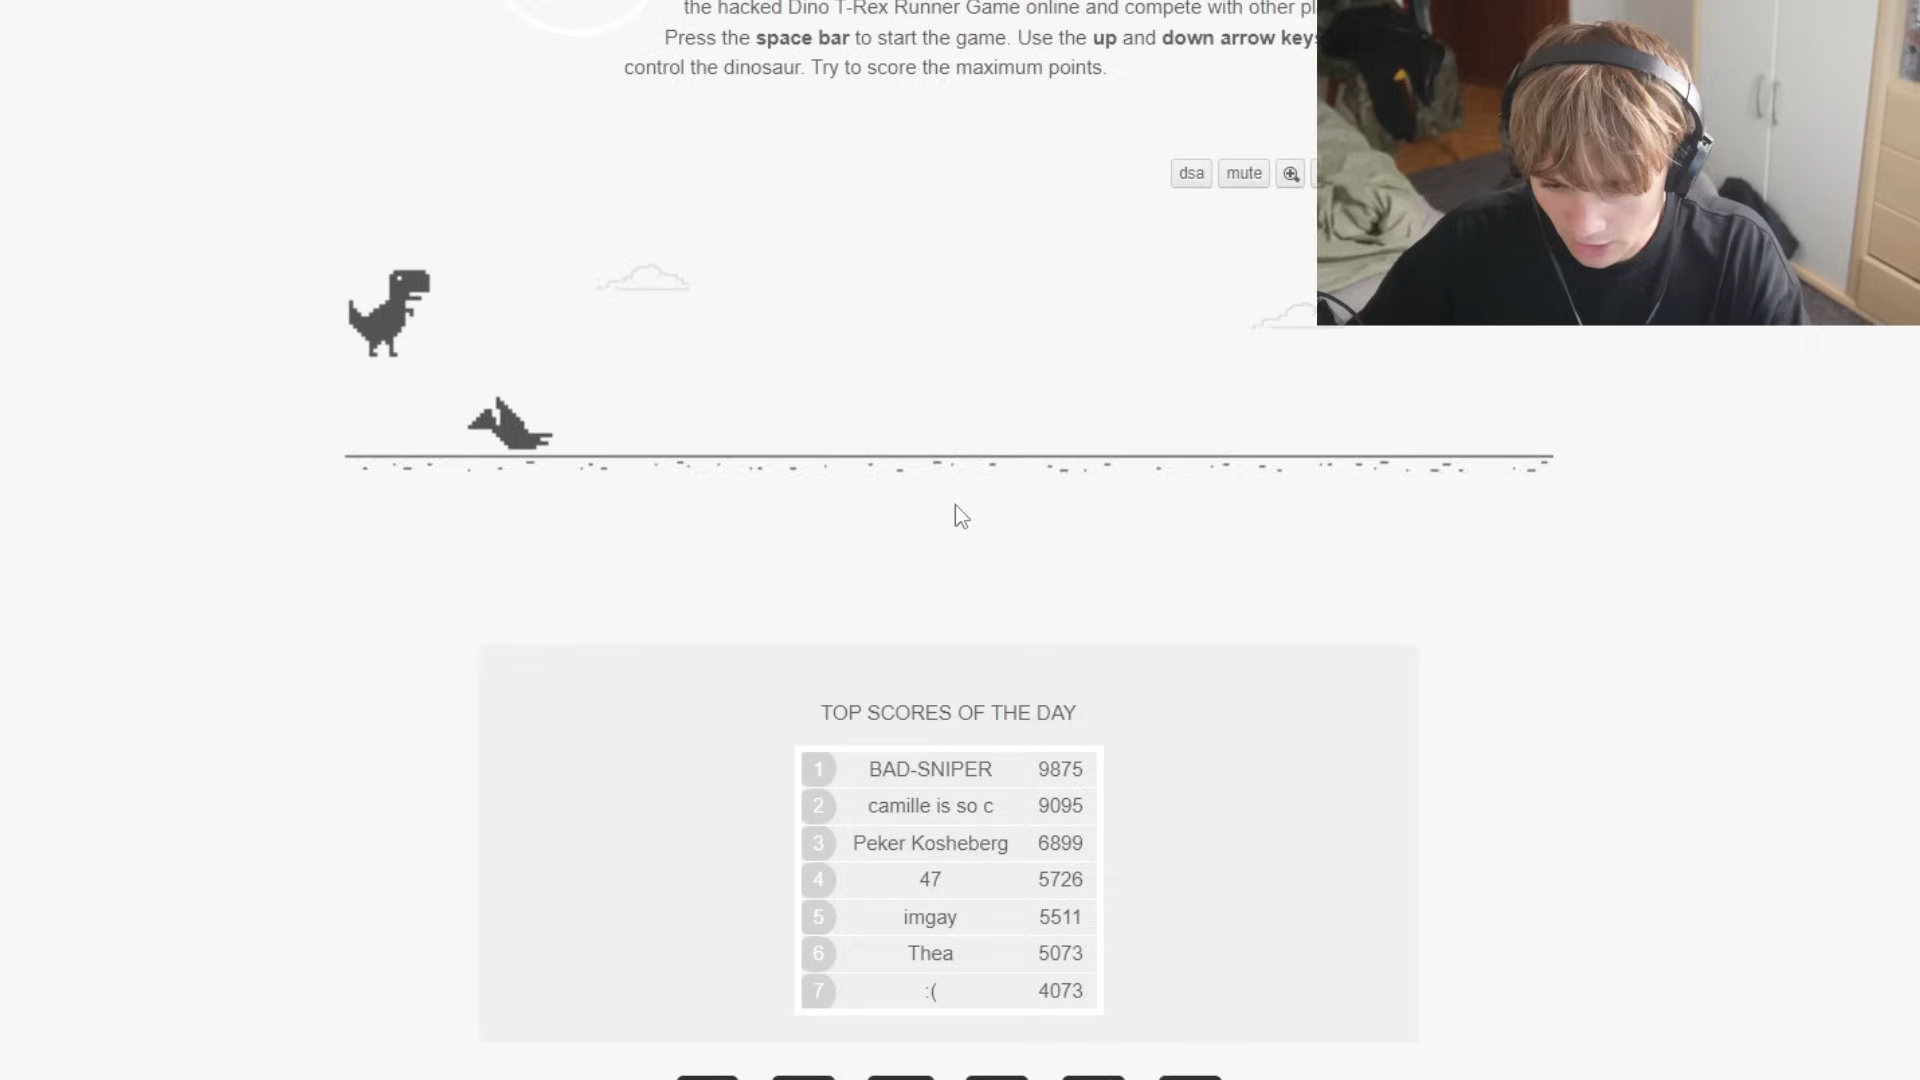 the hacked Dino T-Rex Runner Game online and compete with other pl
Press the space bar to start the game. Use the up and down arrow keys
control the dinosaur. Try to score the maximum points.
dsa mute
TOP SCORES OF THE DAY
1 BAD-SNIPER 9875
2 camille is so c 9095
3 Peker Kosheberg 6899
4 47 5726
5 imgay 5511
6 Thea 5073
7 :( 4073